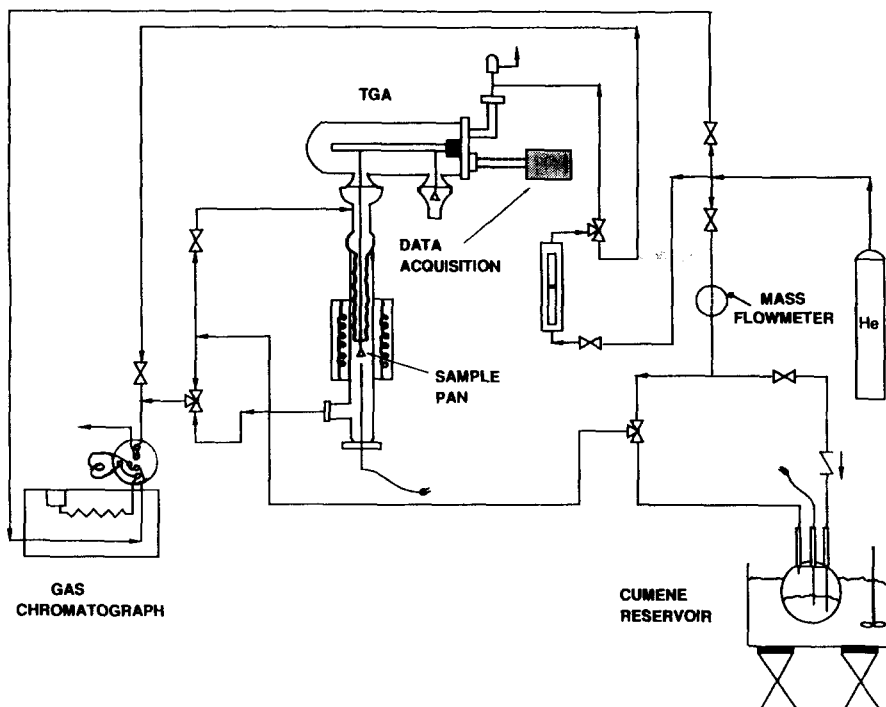 TGA
DATA
ACQUISITION
MASS
FLOWMETER
He
SAMPLE
PAN
GAS
CHROMATOGRAPH
CUMENE
RESERVOIR